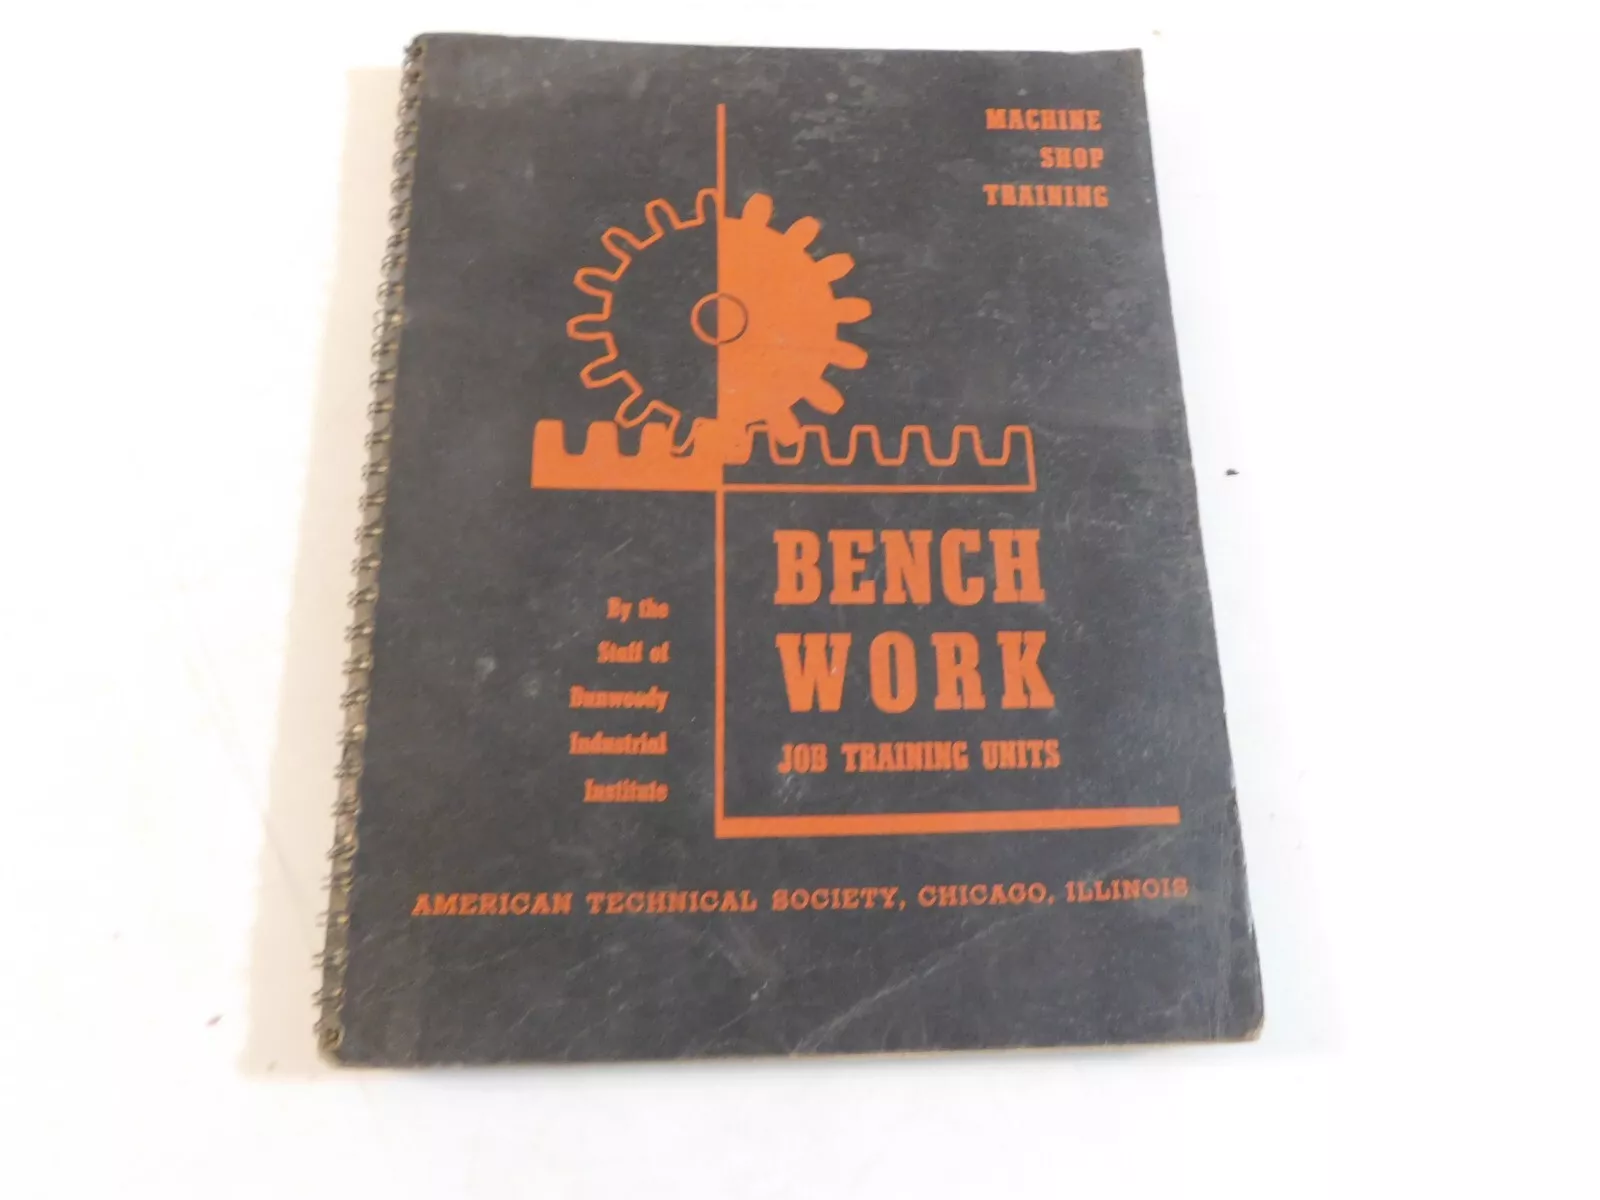 MACHINE
SHOP
TRAINING
BENCH
WORK
JOB TRAINING UNITS
By the
Staff of
Dunwoody
Industrial
Institute
AMERICAN TECHNICAL SOCIETY, CHICAGO, ILLINOIS